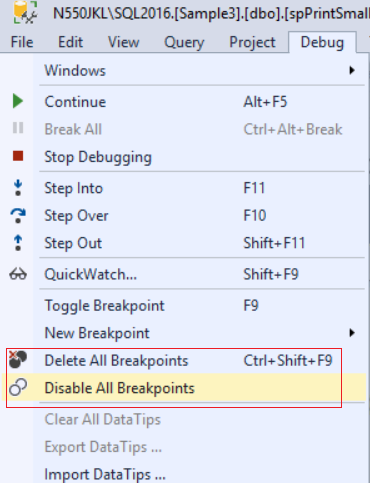 N550JKL\SQL2016.[Sample3].[dbo].[spPrintSmal
File Edit View Query Project Debug
Windows
Continue Alt+F5
Break All Ctrl+Alt+Break
Stop Debugging
Step Into F11
Step Over F10
Step Out Shift+F11
QuickWatch... Shift+F9
Toggle Breakpoint F9
New Breakpoint
Delete All Breakpoints Ctrl+Shift+F9
Disable All Breakpoints
Clear All DataTips
Export DataTips ...
Import DataTips ...